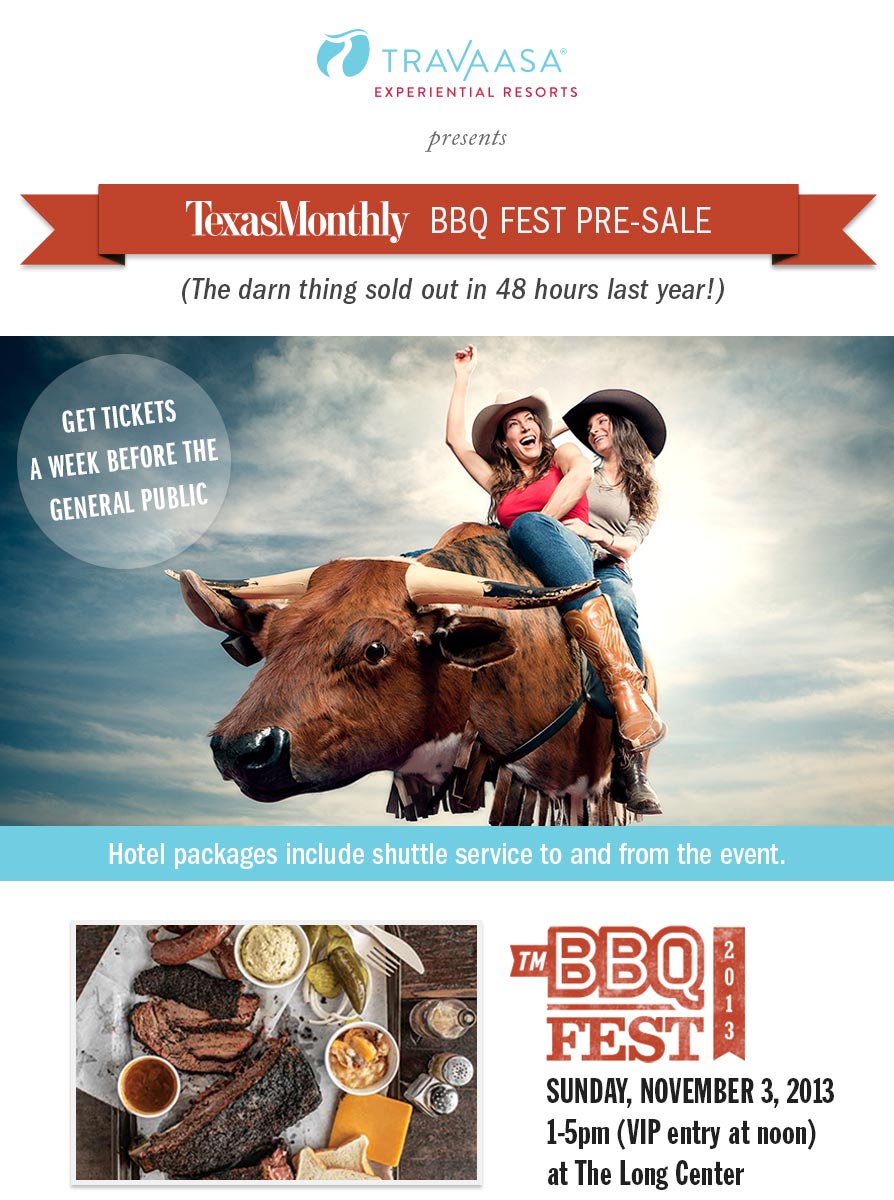 TRAVAASA®
EXPERIENTIAL RESORTS
presents
TexasMonthly BBQ FEST PRE-SALE
(The darn thing sold out in 48 hours last year!)
GET TICKETS
A WEEK BEFORE THE
GENERAL PUBLIC
Hotel packages include shuttle service to and from the event.
TM BBQ FEST 2013
SUNDAY, NOVEMBER 3, 2013
1-5pm (VIP entry at noon)
at The Long Center